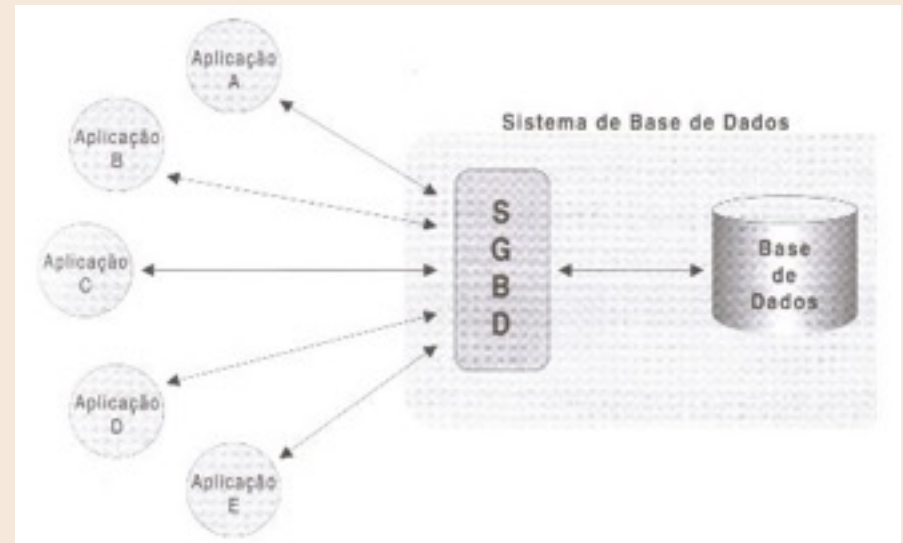 Aplicação
A
Aplicação
B
Aplicação
C
Aplicação
D
Aplicação
E
Sistema de Base de Dados
S
G
B
D
Base
de
Dados